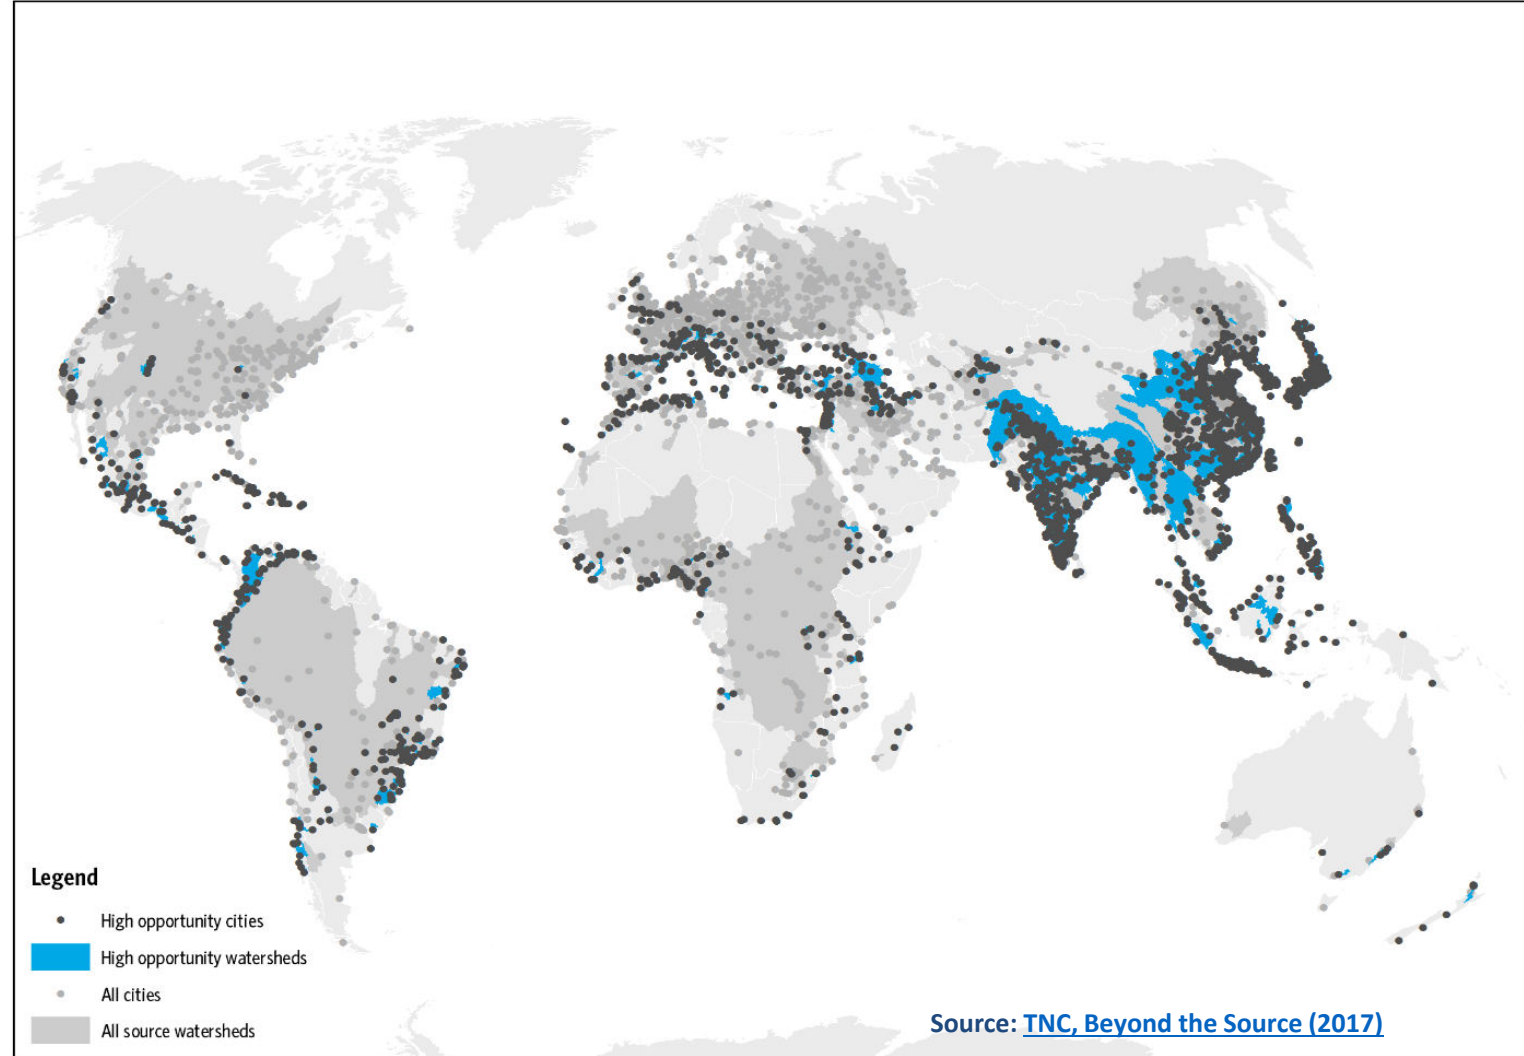 Legend
High opportunity cities
High opportunity watersheds
All cities
All source watersheds
Source: TNC, Beyond the Source (2017)